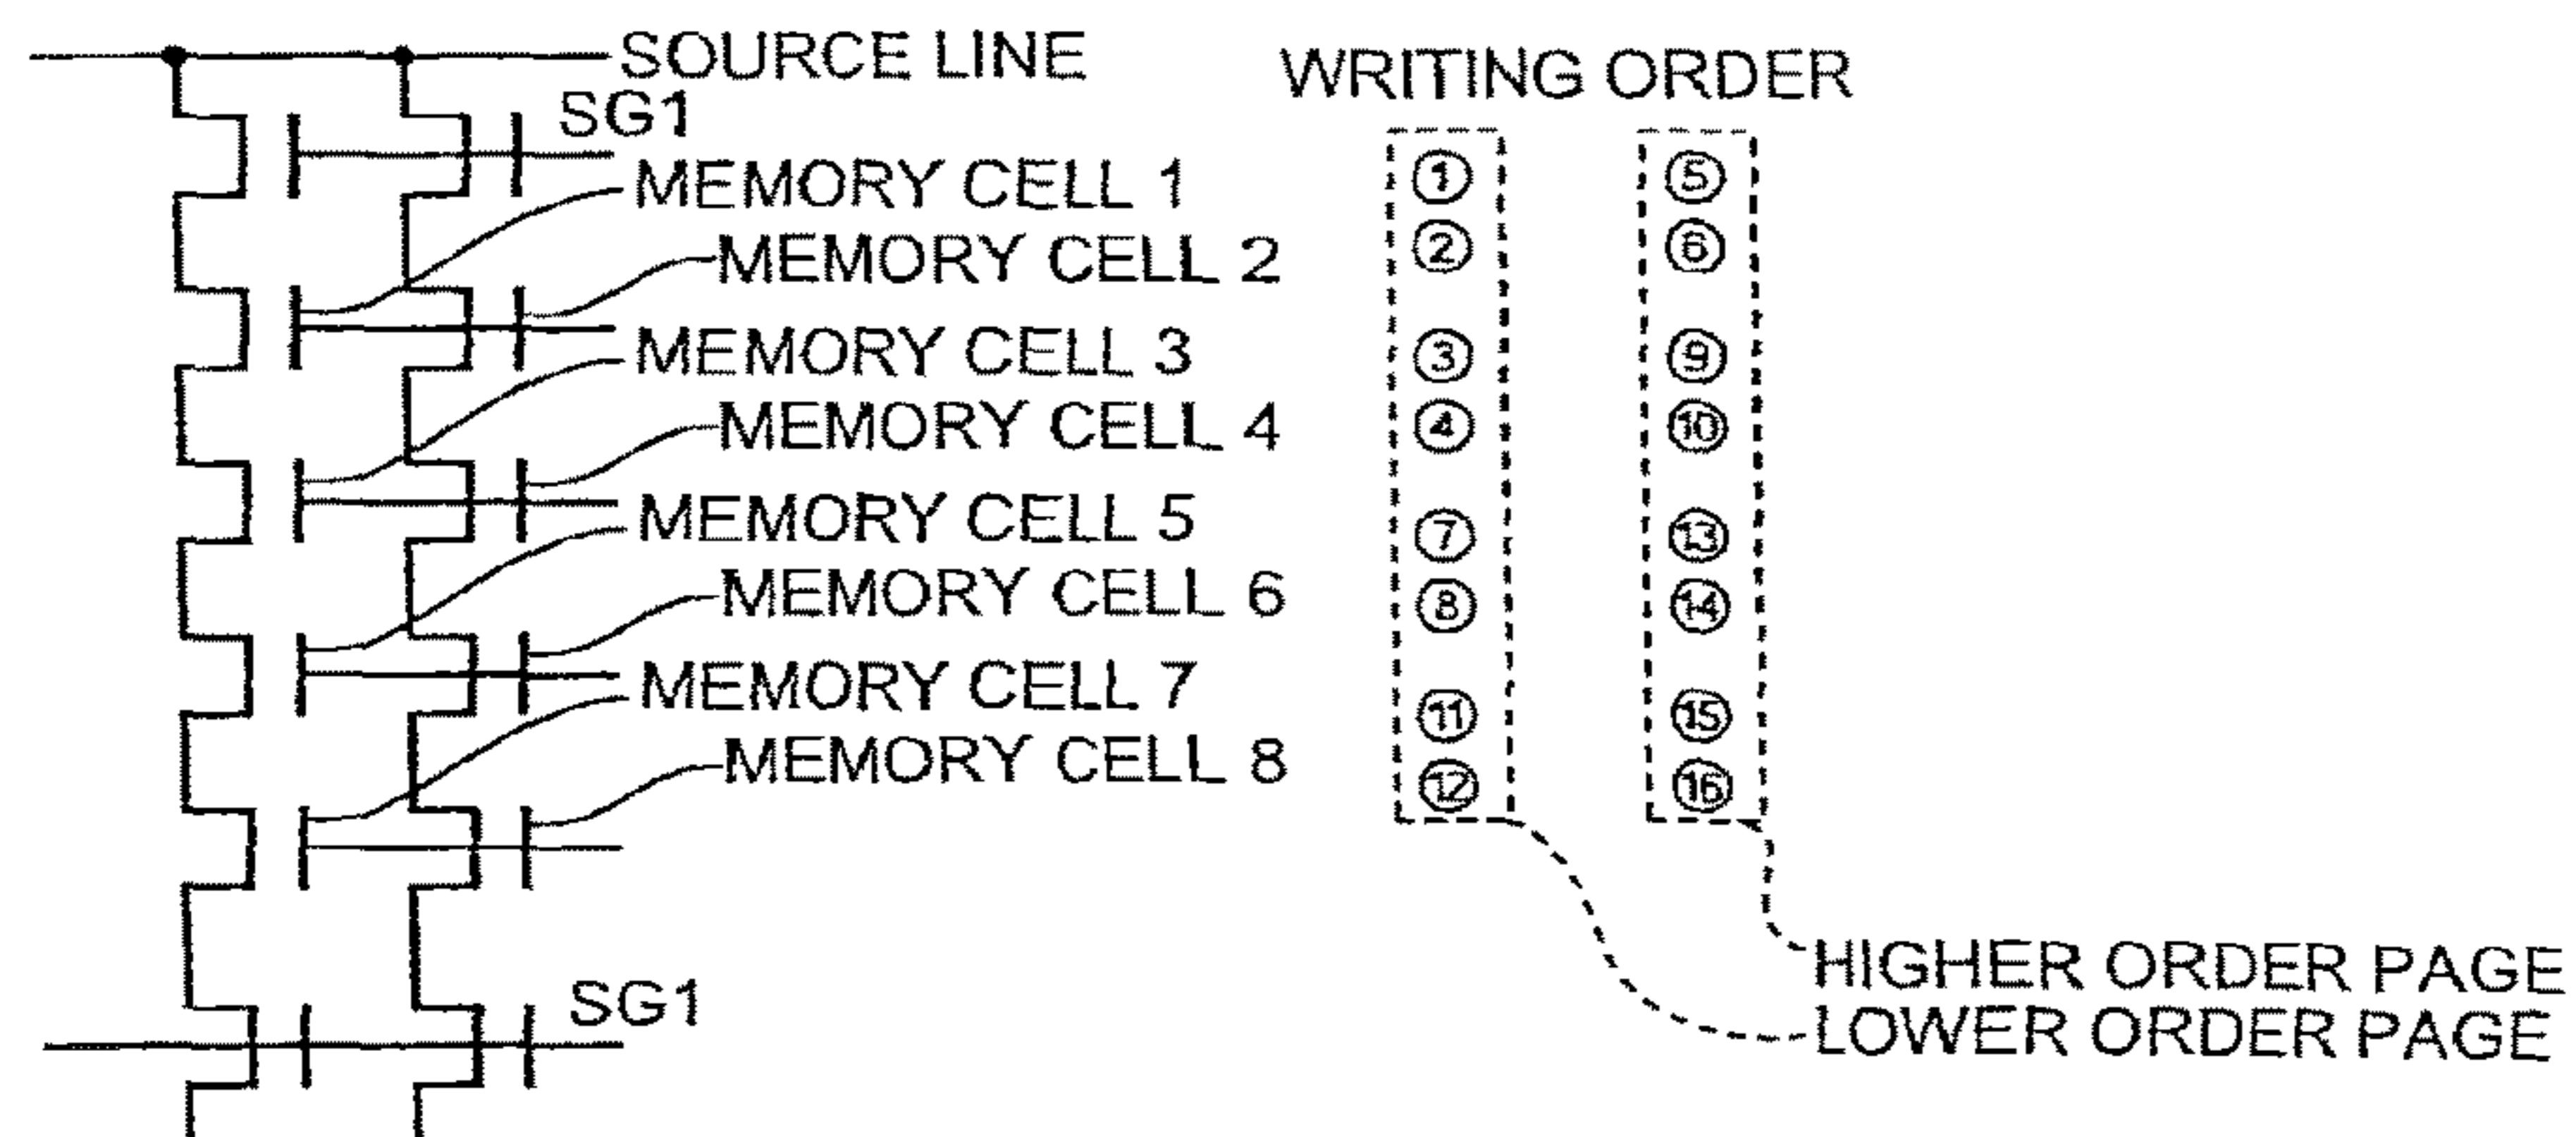 SOURCE LINE
WRITING ORDER
SG1
MEMORY CELL 1 ① ⑤
MEMORY CELL 2 ② ⑥
MEMORY CELL 3 ③ ⑨
MEMORY CELL 4 ④ ⑩
MEMORY CELL 5 ⑦ ⑬
MEMORY CELL 6 ⑧ ⑭
MEMORY CELL 7 ⑪ ⑮
MEMORY CELL 8 ⑫ ⑯
HIGHER ORDER PAGE
SG1
LOWER ORDER PAGE